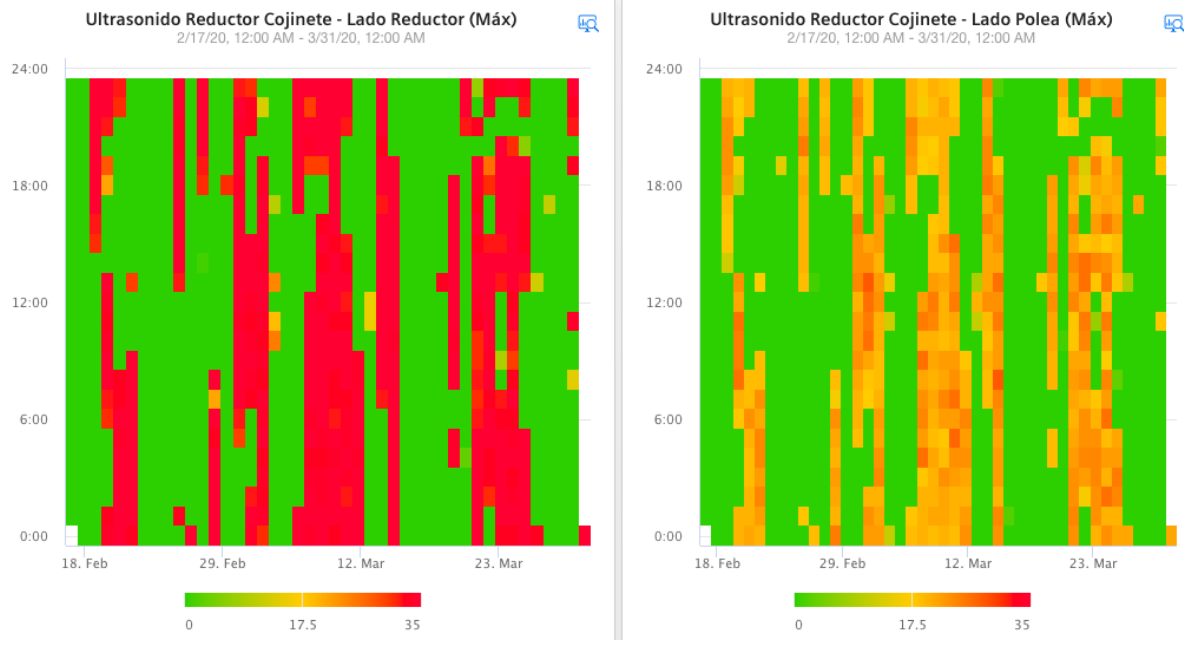 Ultrasonido Reductor Cojinete - Lado Reductor (Máx)
2/17/20, 12:00 AM - 3/31/20, 12:00 AM
24:00
18:00
12:00
6:00
0:00
18. Feb 29. Feb 12. Mar 23. Mar
0 17.5 35
Ultrasonido Reductor Cojinete - Lado Polea (Máx)
2/17/20, 12:00 AM - 3/31/20, 12:00 AM
24:00
18:00
12:00
6:00
0:00
18. Feb 29. Feb 12. Mar 23. Mar
0 17.5 35